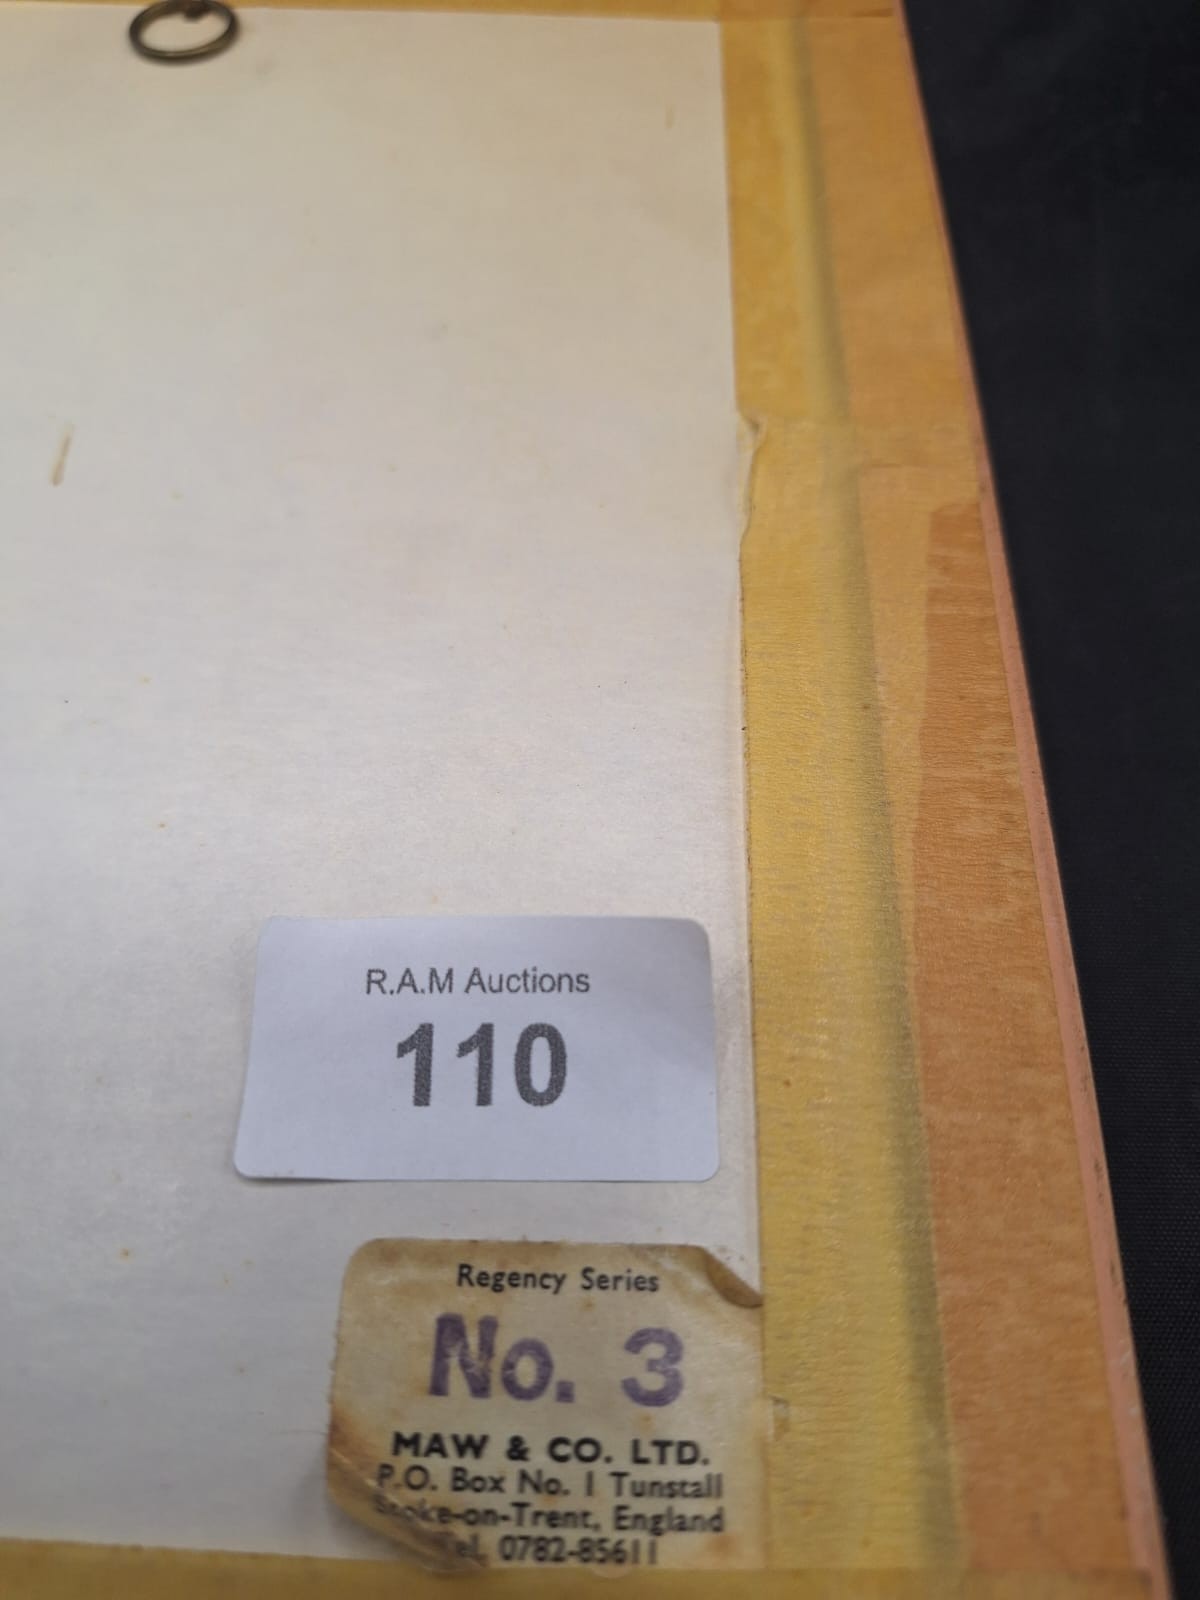 R.A.M Auctions
110
Regency Series
No. 3
MAW & CO. LTD.
P.O. Box No. 1 Tunstall
Stoke-on-Trent, England
Tel. 0782-85611